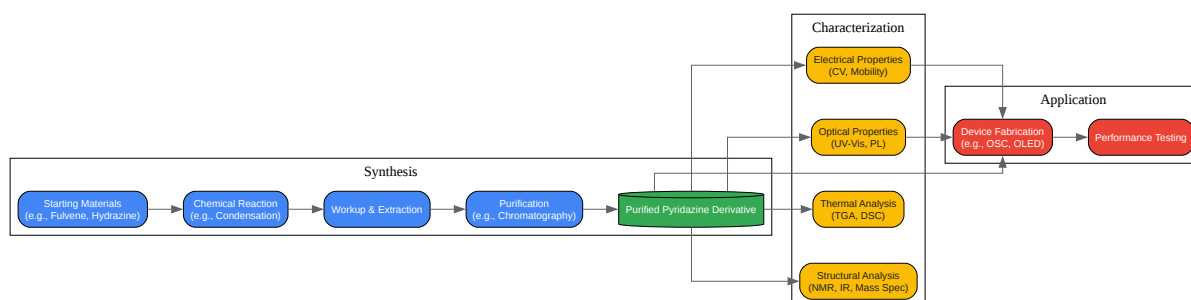 Characterization
Electrical Properties
(CV, Mobility)
Application
Optical Properties
(UV-Vis, PL)
Device Fabrication
(e.g., OSC, OLED)
Performance Testing
Synthesis
Starting Materials
(e.g., Fulvene, Hydrazine)
Chemical Reaction
(e.g., Condensation)
Workup & Extraction
Purification
(e.g., Chromatography)
Purified Pyridazine Derivative
Thermal Analysis
(TGA, DSC)
Structural Analysis
(NMR, IR, Mass Spec)